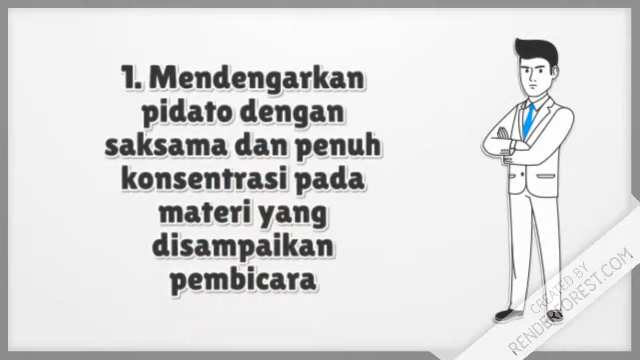 1. Mendengarkan
pidato dengan
saksama dan penuh
konsentrasi pada
materi yang
disampaikan
pembicara
CREATED BY
RENDERFOREST.COM